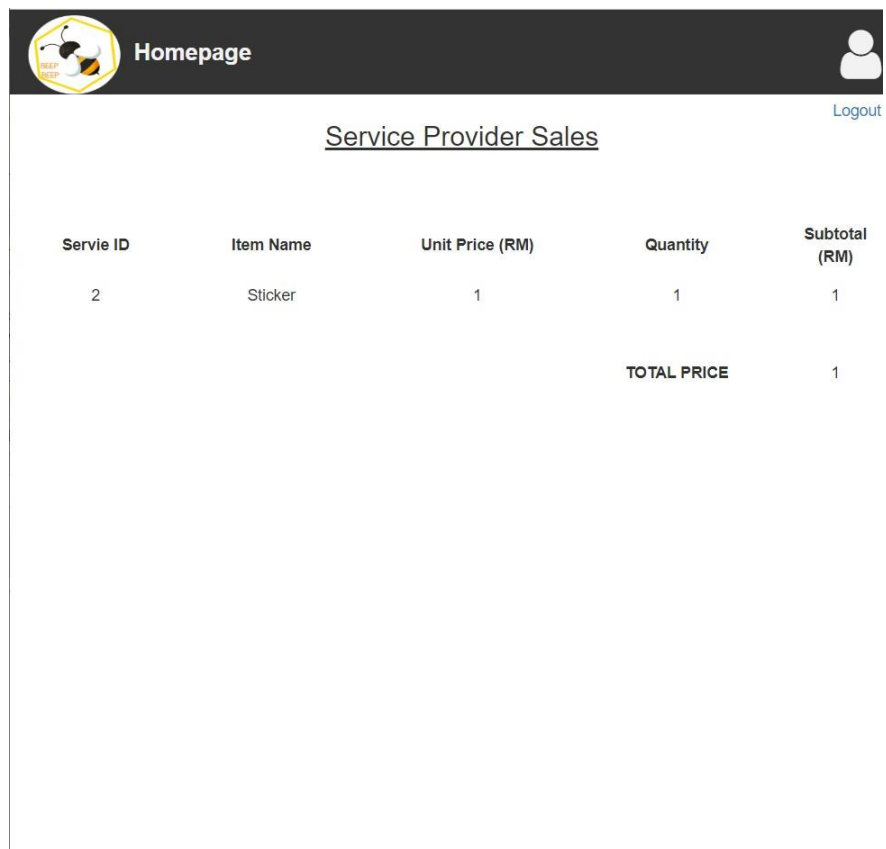 BEEP
BEEP
Homepage
Logout
Service Provider Sales
Servie ID Item Name Unit Price (RM) Quantity Subtotal
(RM)
2 Sticker 1 1 1
TOTAL PRICE 1